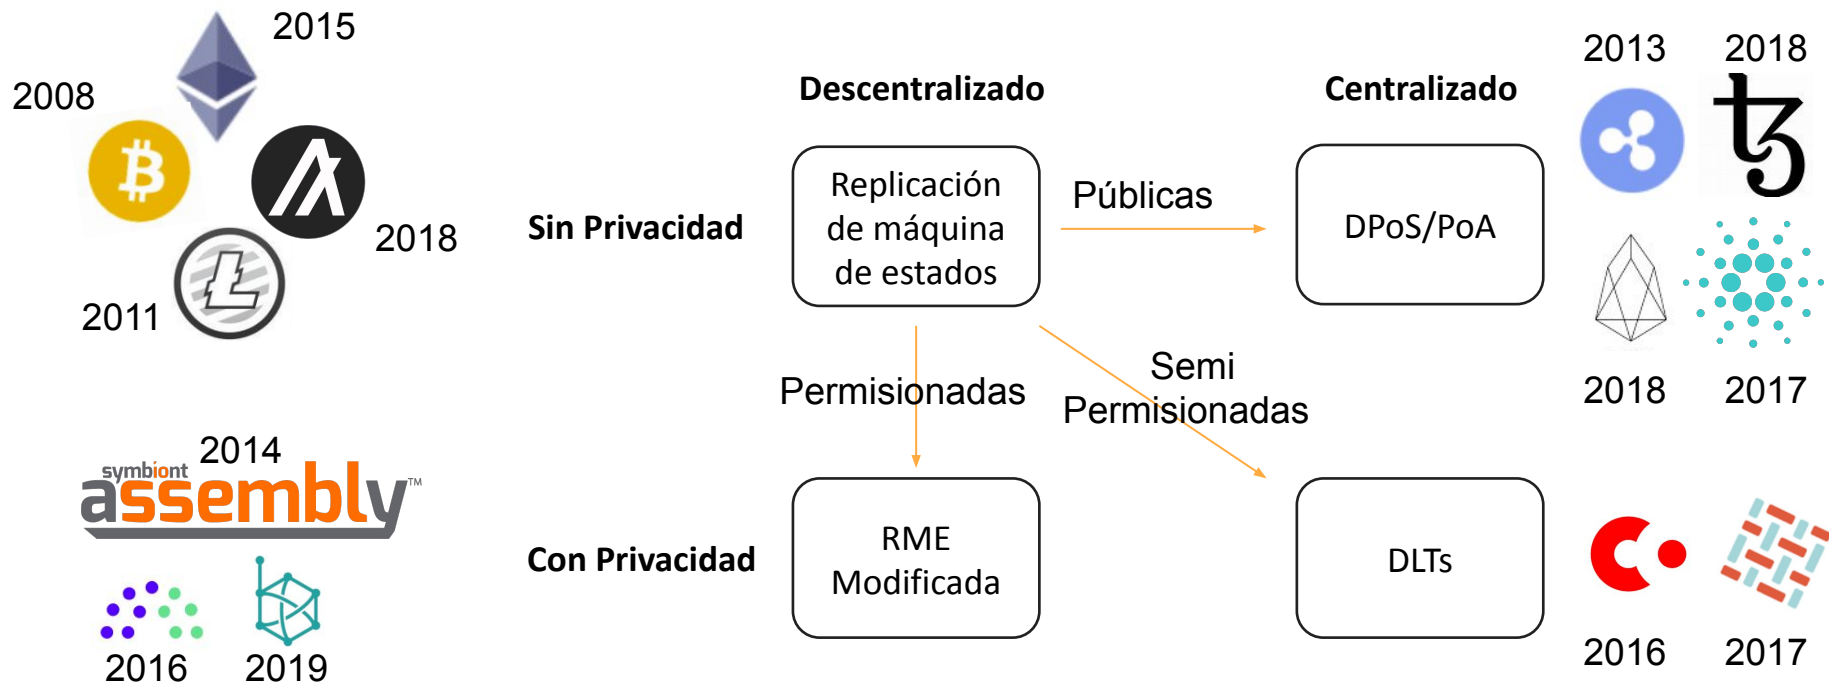 2015
2008
2018
2011
Descentralizado
Centralizado
2013
2018
Sin Privacidad
Replicación
de máquina
de estados
Públicas
DPoS/PoA
2018
2017
Permisionadas
Semi
Permisionadas
2014
symbiont
assembly™
2016
2019
Con Privacidad
RME
Modificada
DLTs
2016
2017